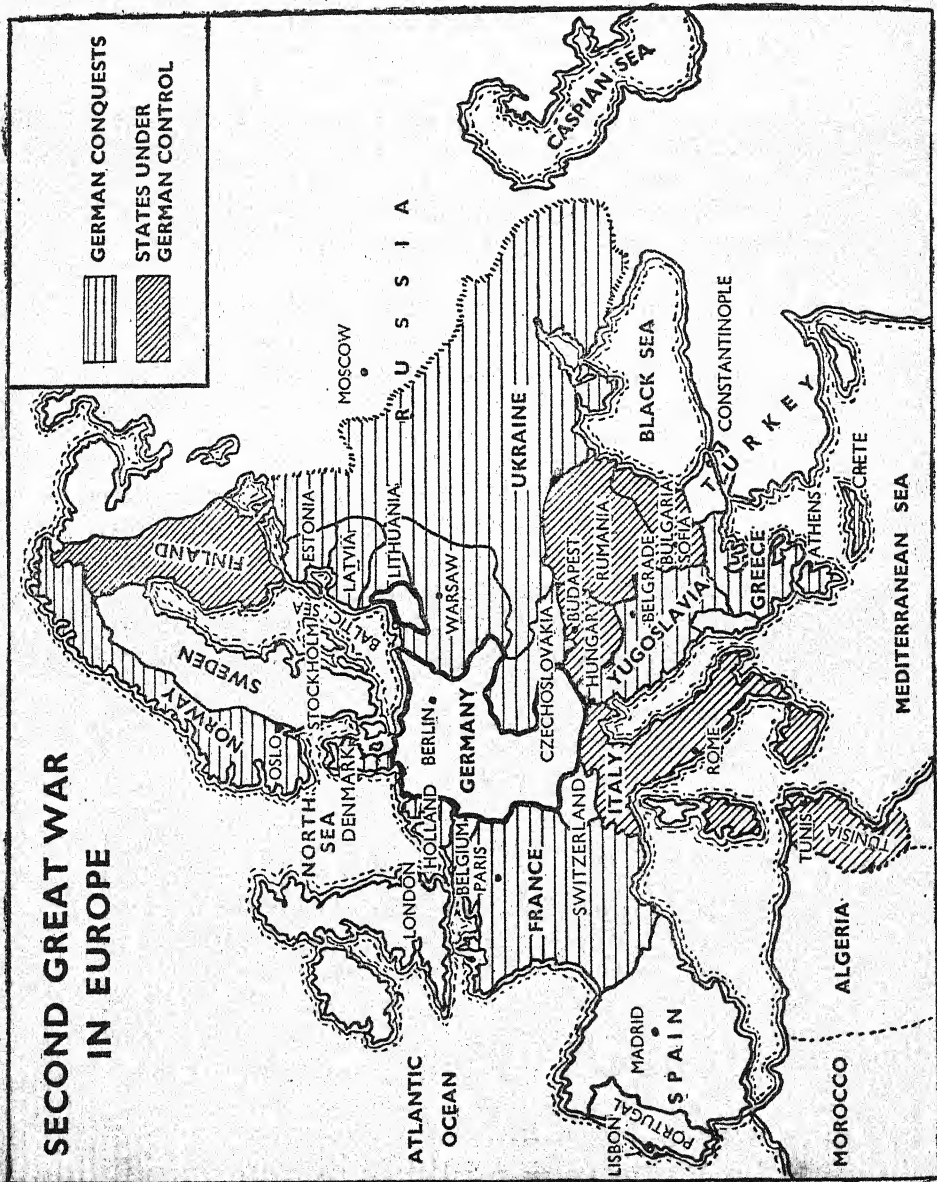 SECOND GREAT WAR
IN EUROPE
GERMAN CONQUESTS
STATES UNDER
GERMAN CONTROL
ATLANTIC
OCEAN
NORTH
SEA
NORWAY
SWEDEN
FINLAND
OSLO
STOCKHOLM
BALTIC
SEA
DENMARK
ESTONIA
LATVIA
LITHUANIA
MOSCOW
RUSSIA
LONDON
HOLLAND
BELGIUM
PARIS
BERLIN
GERMANY
WARSAW
UKRAINE
CASPIAN SEA
FRANCE
SWITZERLAND
CZECHOSLOVAKIA
HUNGARY
BUDAPEST
RUMANIA
BLACK SEA
ITALY
ROME
YUGOSLAVIA
BELGRADE
BULGARIA
SOFIA
CONSTANTINOPLE
TURKEY
GREECE
ATHENS
CRETE
LISBON
PORTUGAL
MADRID
SPAIN
MOROCCO
ALGERIA
TUNIS
TUNISIA
MEDITERRANEAN SEA